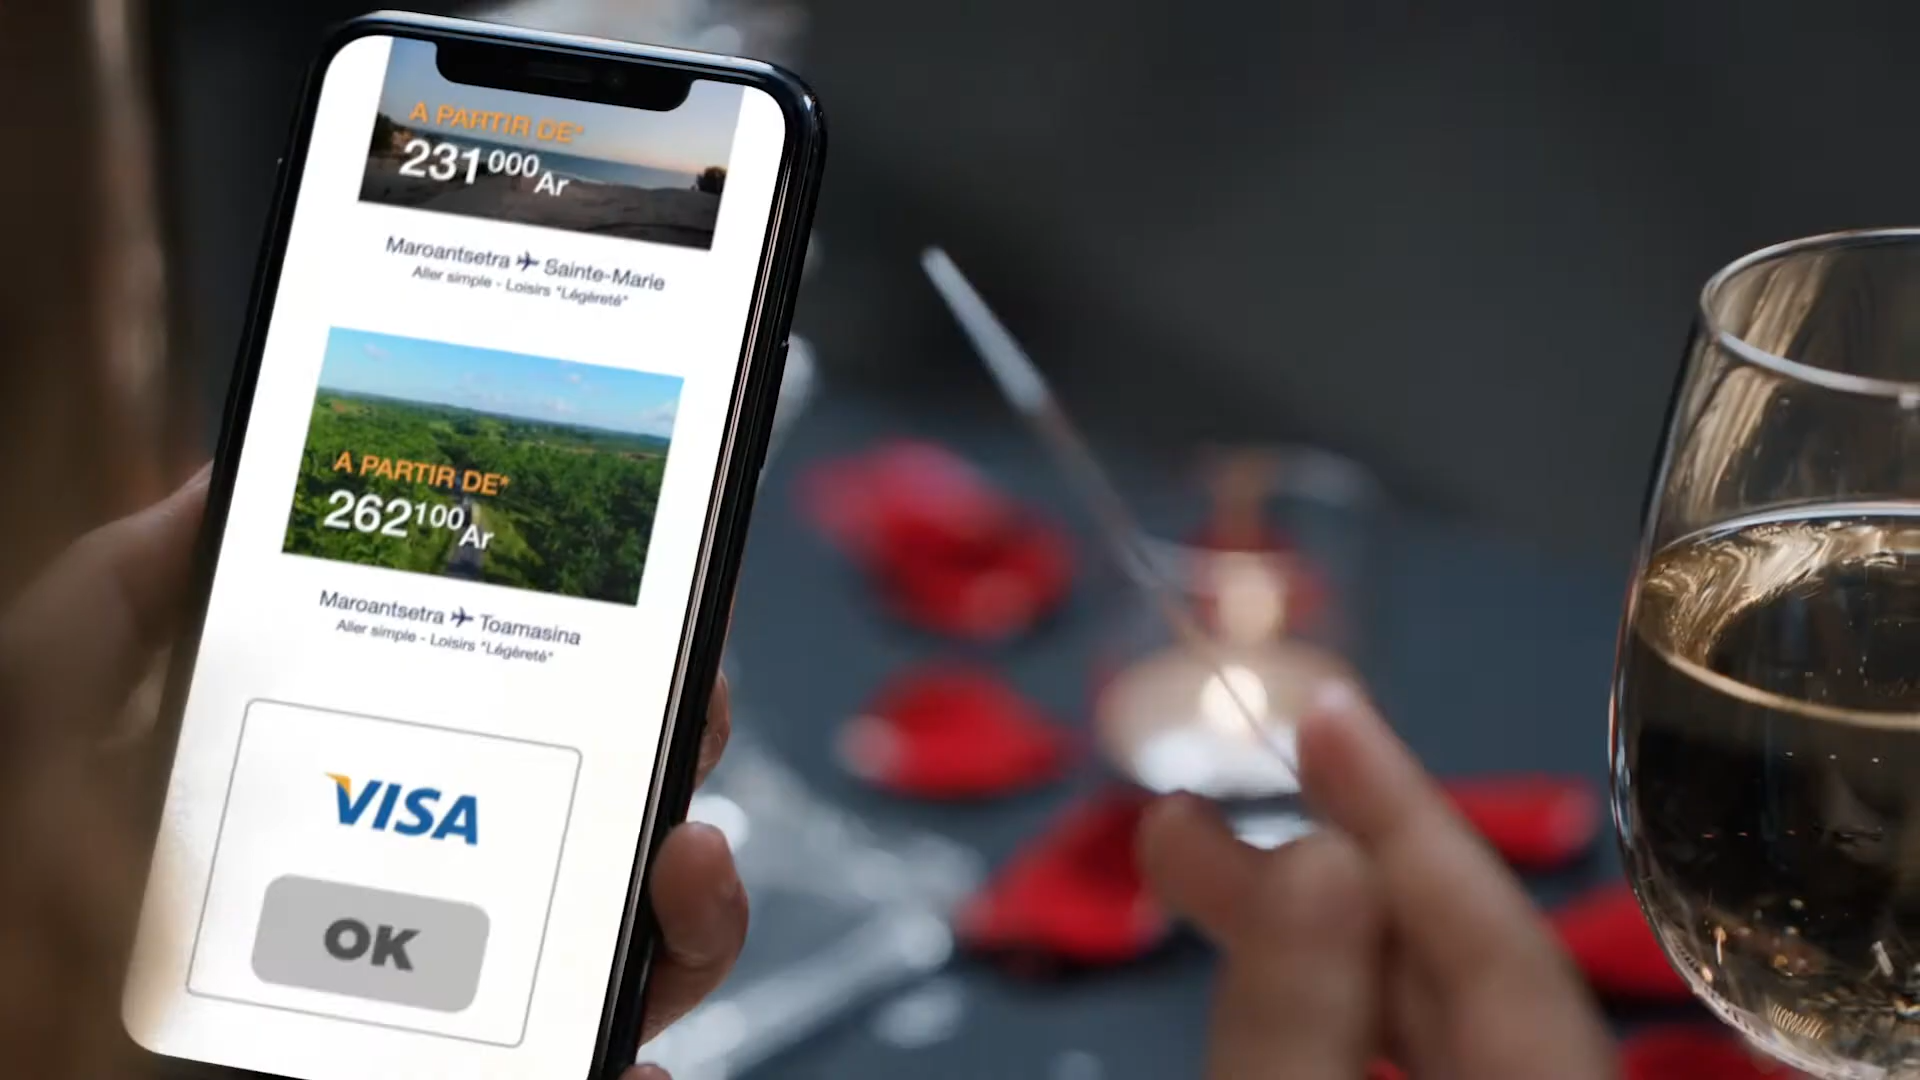 A PARTIR DE*
231 000 Ar
Maroantsetra ✈ Sainte-Marie
Aller simple - Loisirs "Légèreté"
A PARTIR DE*
262 100 Ar
Maroantsetra ✈ Toamasina
Aller simple - Loisirs "Légèreté"
VISA
OK